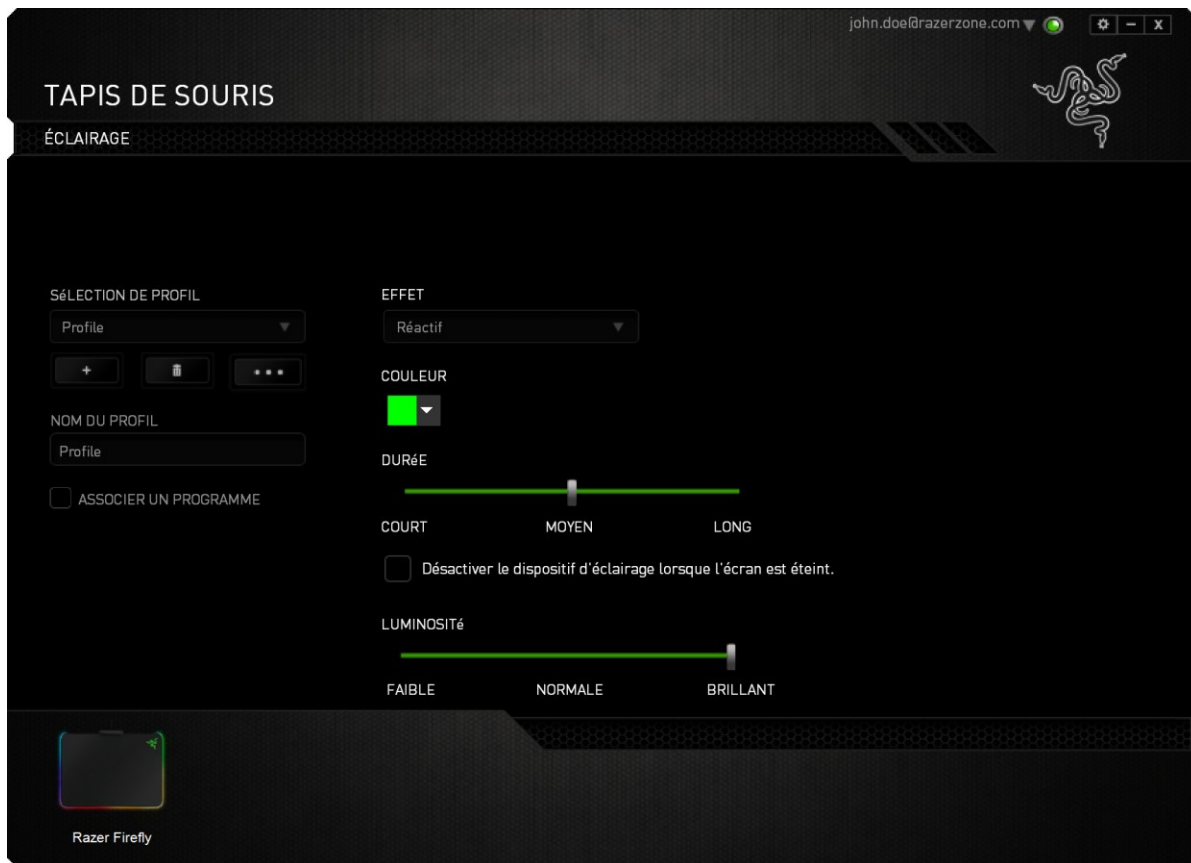 john.doe@razerzone.com
TAPIS DE SOURIS
ÉCLAIRAGE
SéLECTION DE PROFIL
Profile
NOM DU PROFIL
Profile
ASSOCIER UN PROGRAMME
EFFET
Réactif
COULEUR
DURéE
COURT MOYEN LONG
Désactiver le dispositif d'éclairage lorsque l'écran est éteint.
LUMINOSITé
FAIBLE NORMALE BRILLANT
Razer Firefly